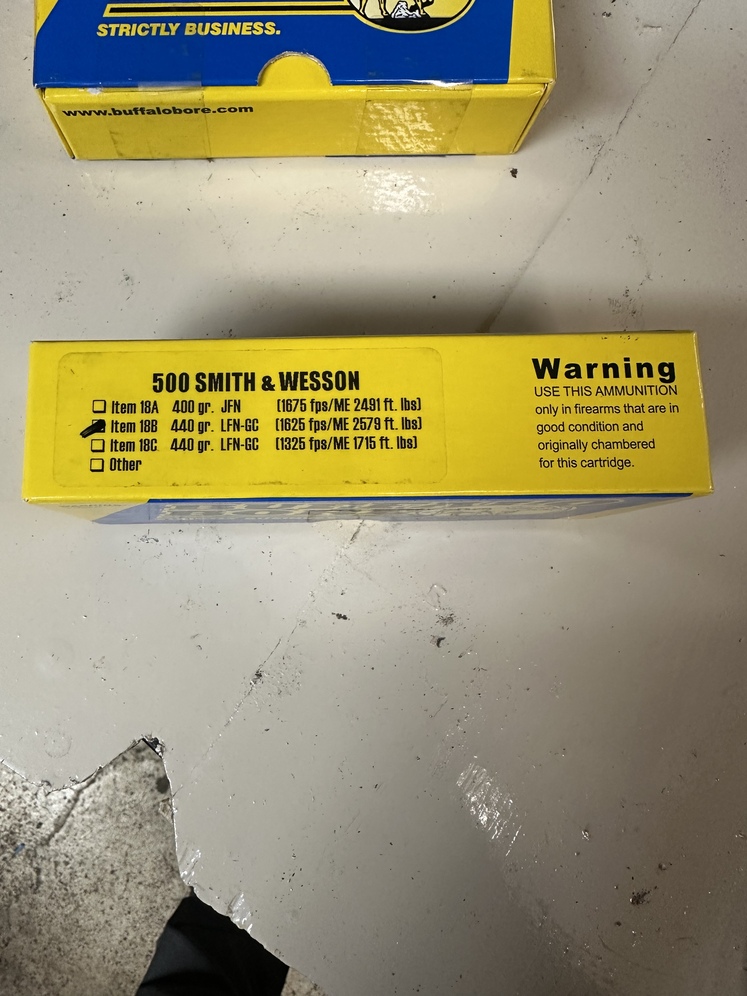 STRICTLY BUSINESS.
www.buffalobore.com
500 SMITH & WESSON
Item 18A 400 gr. JFN (1675 fps/ME 2491 ft. lbs)
Item 18B 440 gr. LFN-GC (1625 fps/ME 2579 ft. lbs)
Item 18C 440 gr. LFN-GC (1325 fps/ME 1715 ft. lbs)
Other
Warning
USE THIS AMMUNITION
only in firearms that are in
good condition and
originally chambered
for this cartridge.